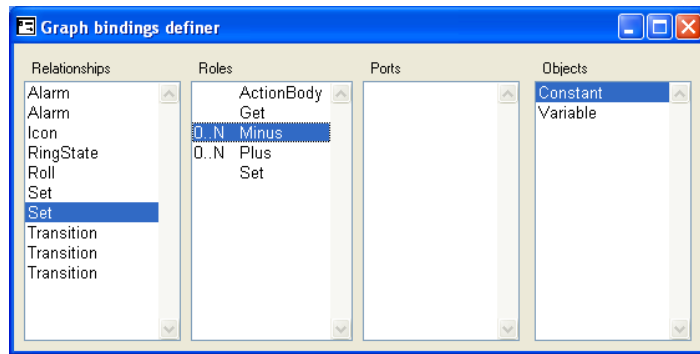 Graph bindings definer
Relationships Roles Ports Objects
Alarm ActionBody Constant
Alarm Get Variable
Icon 0..N Minus
RingState 0..N Plus
Roll Set
Set
Set
Transition
Transition
Transition